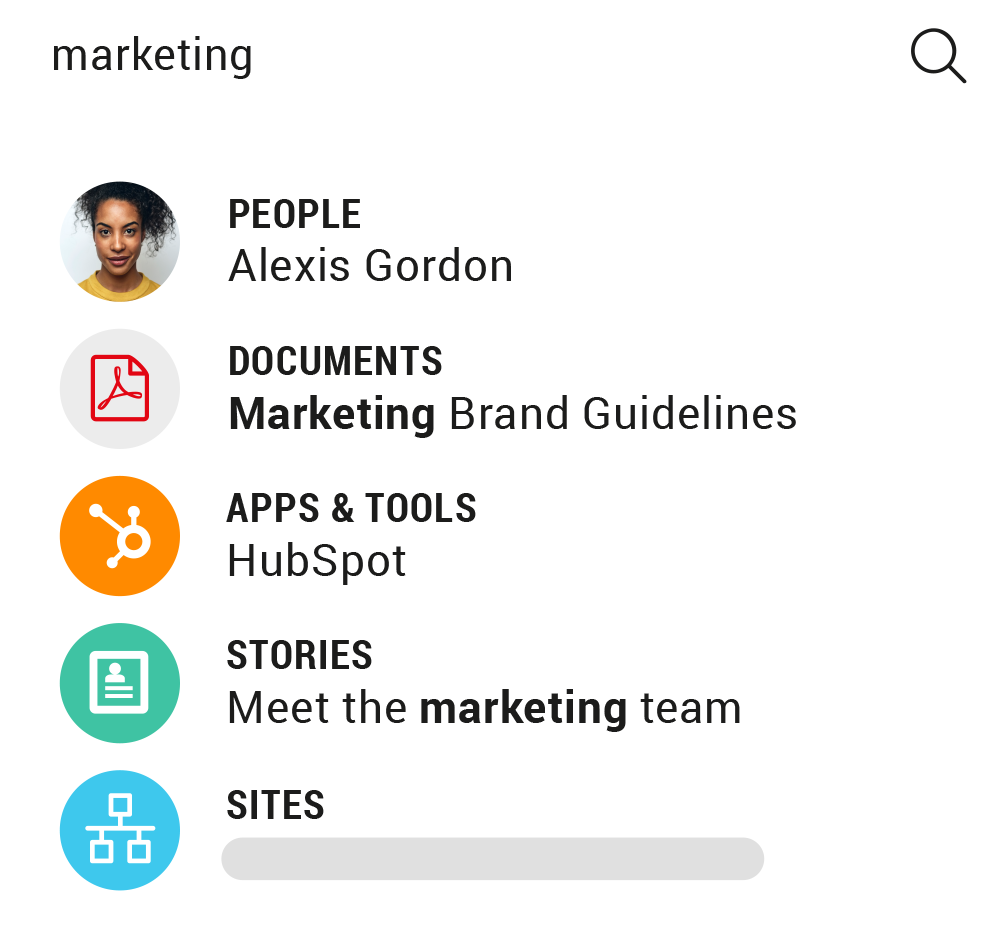 marketing
PEOPLE
Alexis Gordon
DOCUMENTS
Marketing Brand Guidelines
APPS & TOOLS
HubSpot
STORIES
Meet the marketing team
SITES